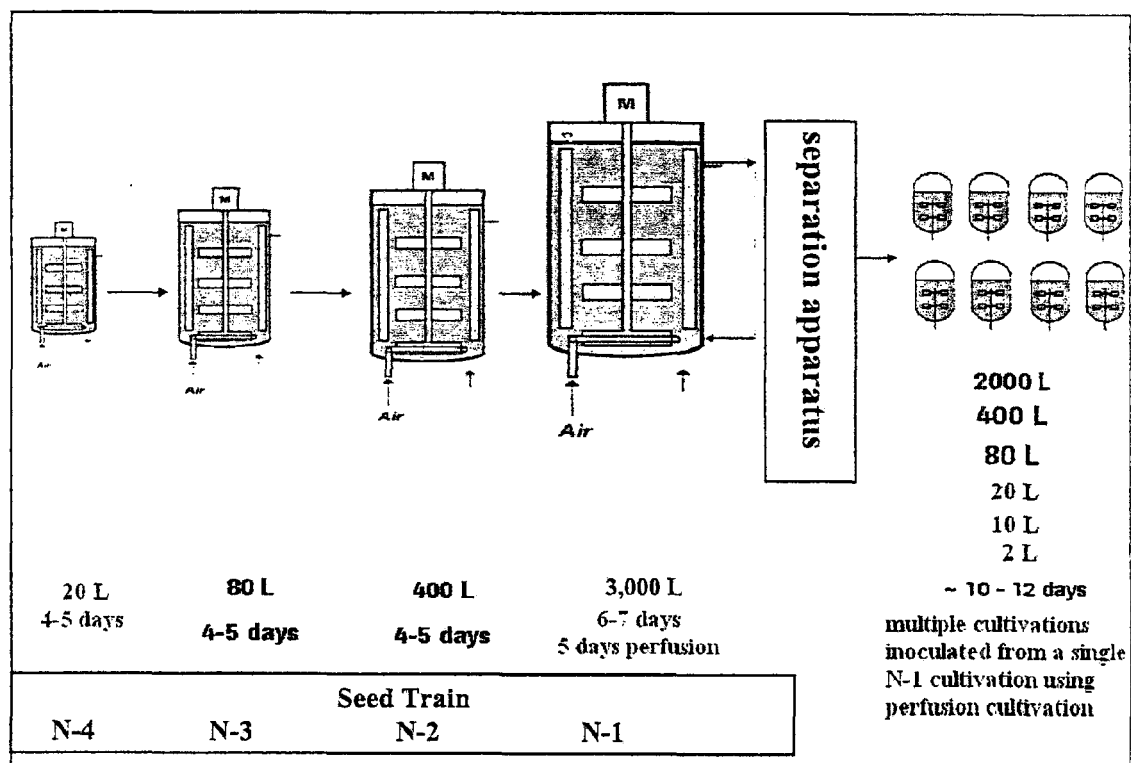 M
M
M
M
separation apparatus
Air
Air
Air
Air
2000 L
400 L
80 L
20 L
10 L
2 L
~ 10 - 12 days
multiple cultivations
inoculated from a single
N-1 cultivation using
perfusion cultivation
20 L
4-5 days
80 L
4-5 days
400 L
4-5 days
3,000 L
6-7 days
5 days perfusion
Seed Train
N-4 N-3 N-2 N-1